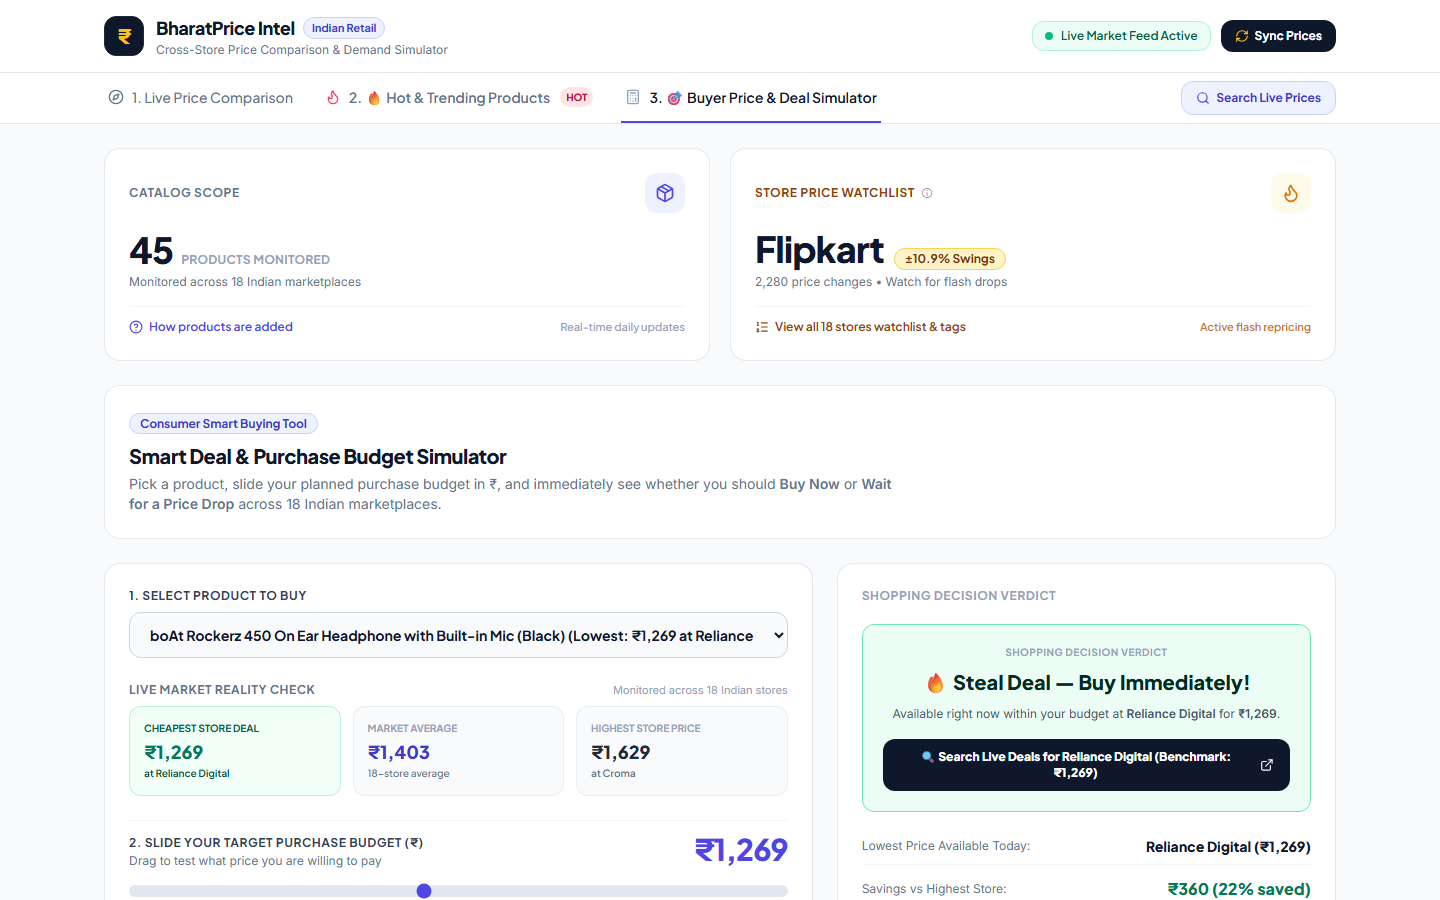 ₹
BharatPrice Intel
Indian Retail
Cross-Store Price Comparison & Demand Simulator
Live Market Feed Active
Sync Prices
1. Live Price Comparison
2. 🔥 Hot & Trending Products
HOT
3. 🎯 Buyer Price & Deal Simulator
Search Live Prices
CATALOG SCOPE
45 PRODUCTS MONITORED
Monitored across 18 Indian marketplaces
How products are added
Real-time daily updates
STORE PRICE WATCHLIST
Flipkart
±10.9% Swings
2,280 price changes • Watch for flash drops
View all 18 stores watchlist & tags
Active flash repricing
Consumer Smart Buying Tool
Smart Deal & Purchase Budget Simulator
Pick a product, slide your planned purchase budget in ₹, and immediately see whether you should Buy Now or Wait
for a Price Drop across 18 Indian marketplaces.
1. SELECT PRODUCT TO BUY
boAt Rockerz 450 On Ear Headphone with Built-in Mic (Black) (Lowest: ₹1,269 at Reliance
LIVE MARKET REALITY CHECK
Monitored across 18 Indian stores
CHEAPEST STORE DEAL
₹1,269
at Reliance Digital
MARKET AVERAGE
₹1,403
18-store average
HIGHEST STORE PRICE
₹1,629
at Croma
2. SLIDE YOUR TARGET PURCHASE BUDGET (₹)
Drag to test what price you are willing to pay
₹1,269
SHOPPING DECISION VERDICT
SHOPPING DECISION VERDICT
🔥 Steal Deal — Buy Immediately!
Available right now within your budget at Reliance Digital for ₹1,269.
🔍 Search Live Deals for Reliance Digital (Benchmark:
₹1,269)
Lowest Price Available Today:
Reliance Digital (₹1,269)
Savings vs Highest Store:
₹360 (22% saved)